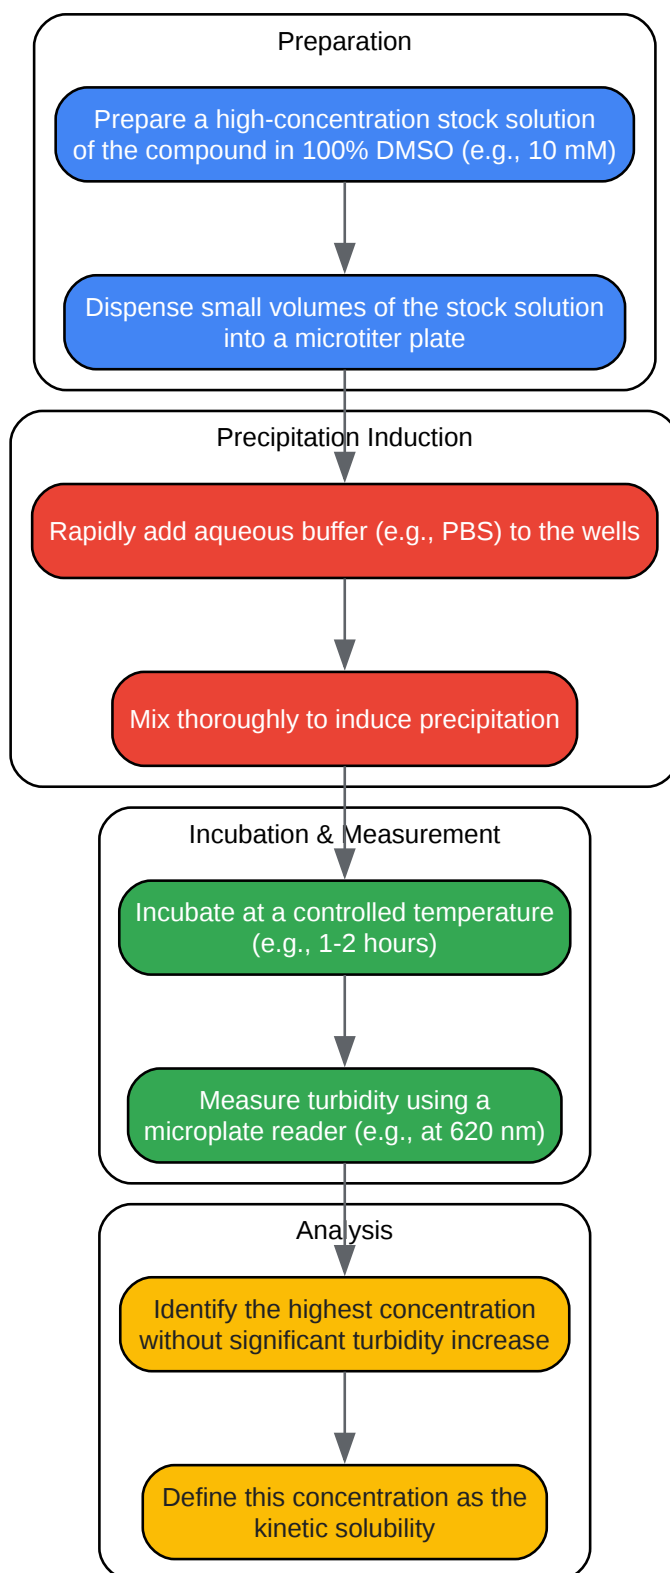 Preparation
Prepare a high-concentration stock solution
of the compound in 100% DMSO (e.g., 10 mM)
Dispense small volumes of the stock solution
into a microtiter plate
Precipitation Induction
Rapidly add aqueous buffer (e.g., PBS) to the wells
Mix thoroughly to induce precipitation
Incubation & Measurement
Incubate at a controlled temperature
(e.g., 1-2 hours)
Measure turbidity using a
microplate reader (e.g., at 620 nm)
Analysis
Identify the highest concentration
without significant turbidity increase
Define this concentration as the
kinetic solubility